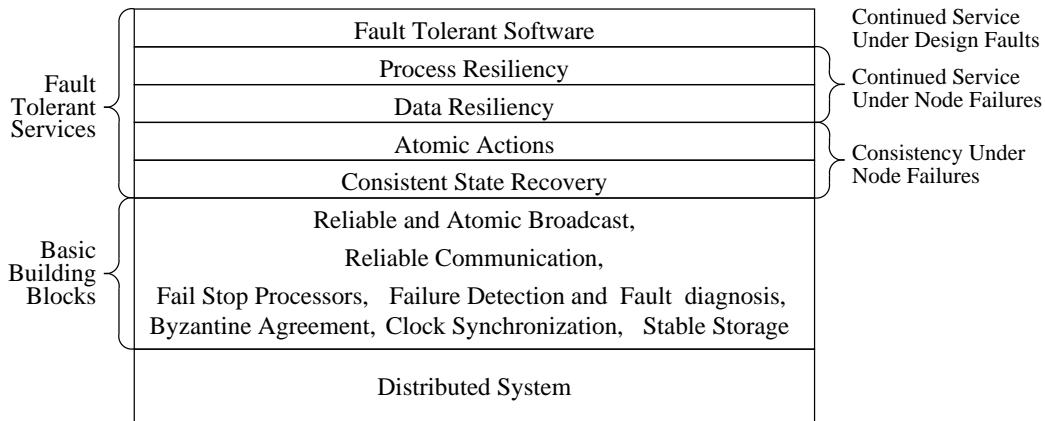 Fault Tolerant Software
Process Resiliency
Data Resiliency
Atomic Actions
Consistent State Recovery
Reliable and Atomic Broadcast,
Reliable Communication,
Fail Stop Processors, Failure Detection and Fault diagnosis,
Byzantine Agreement, Clock Synchronization, Stable Storage
Distributed System
Fault
Tolerant
Services
Basic
Building
Blocks
Continued Service
Under Design Faults
Continued Service
Under Node Failures
Consistency Under
Node Failures